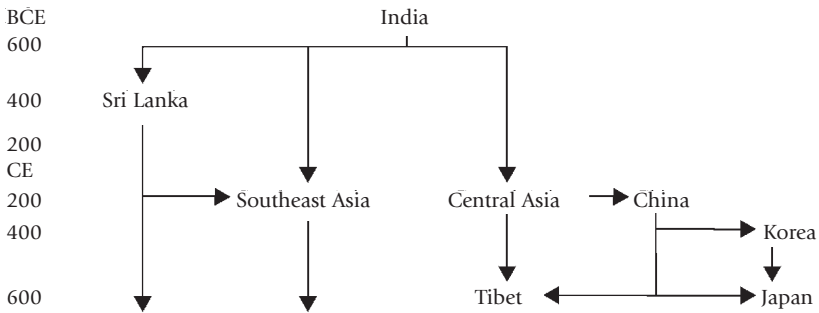 BCE India
600
400 Sri Lanka
200
CE
200 Southeast Asia Central Asia China
400 Korea
600 Tibet Japan